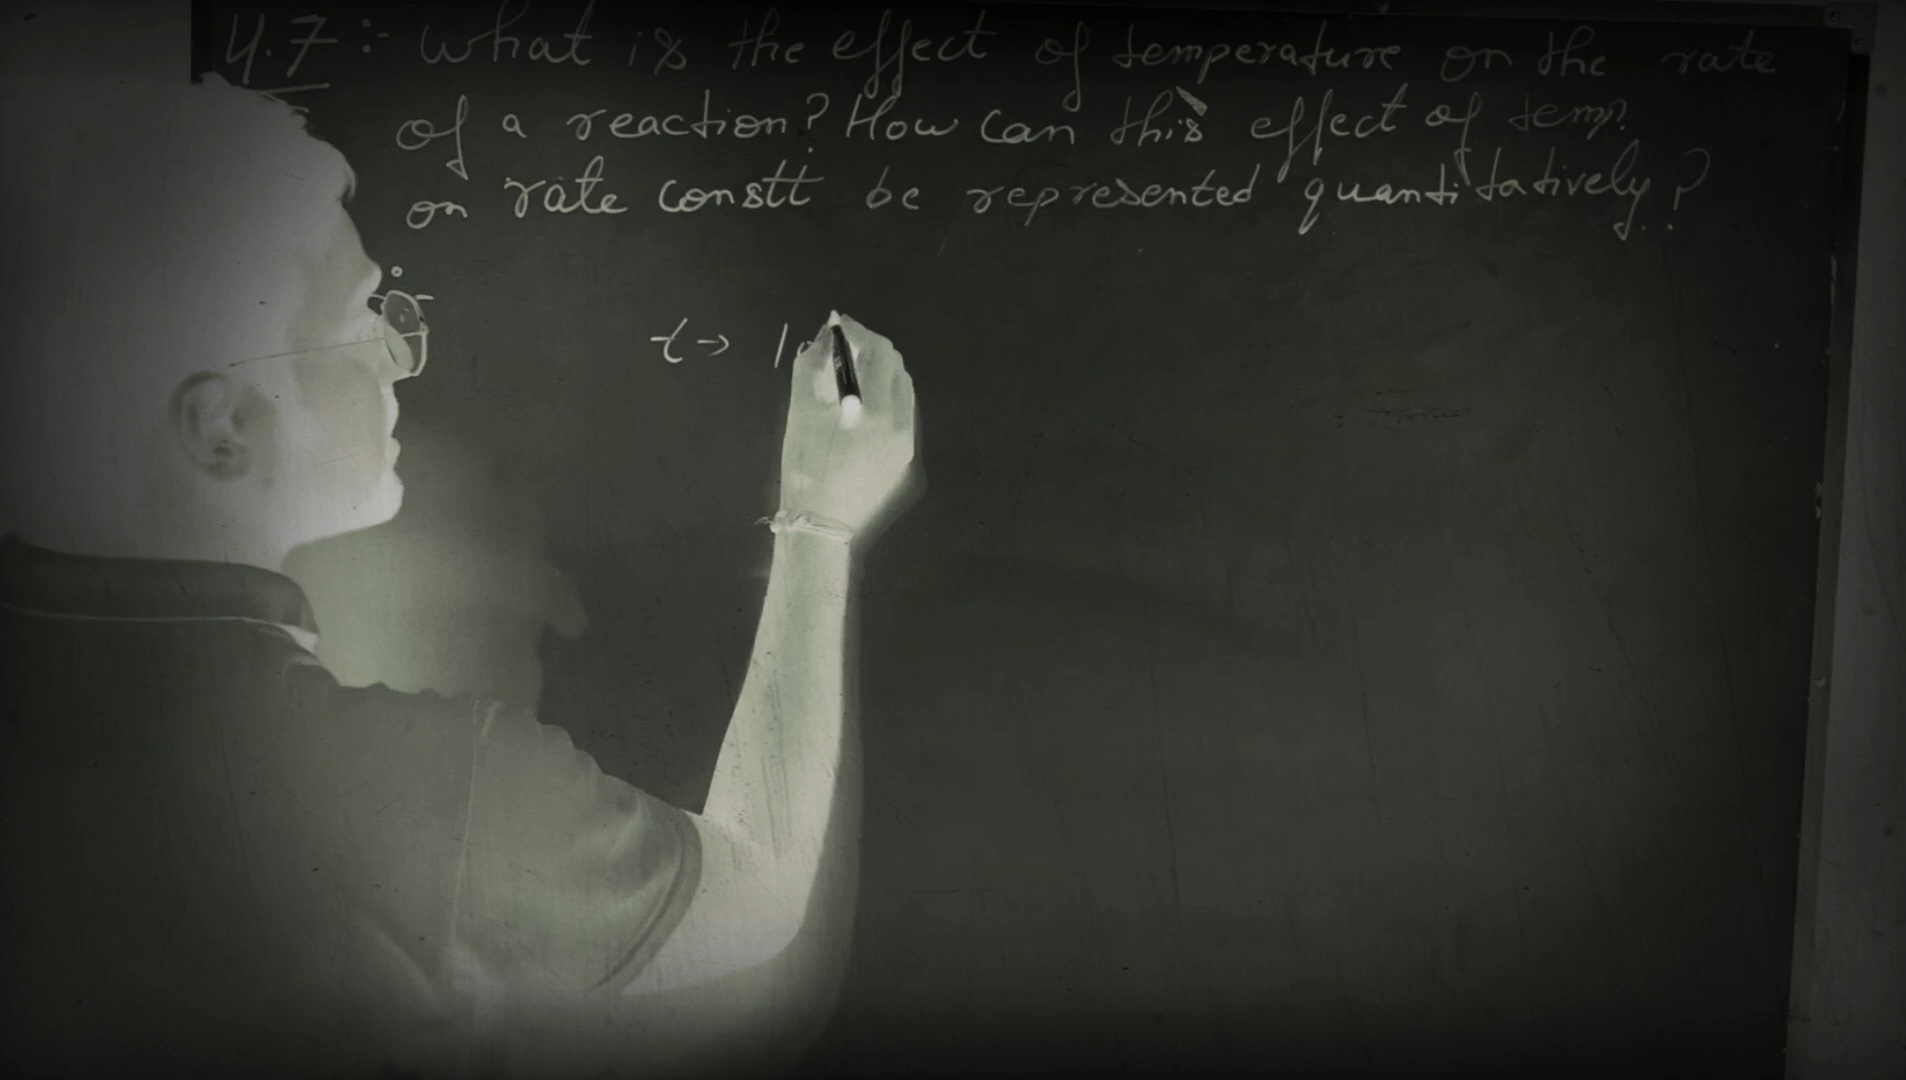 4.7 :- What is the effect of temperature on the rate
of a reaction? How can this effect of temp.
on rate constt be represented quantitatively?
t → 10